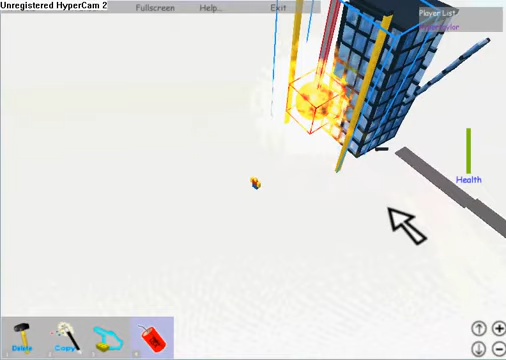 Unregistered HyperCam 2
Fullscreen Help... Exit
Player List
Health
Delete
Copy